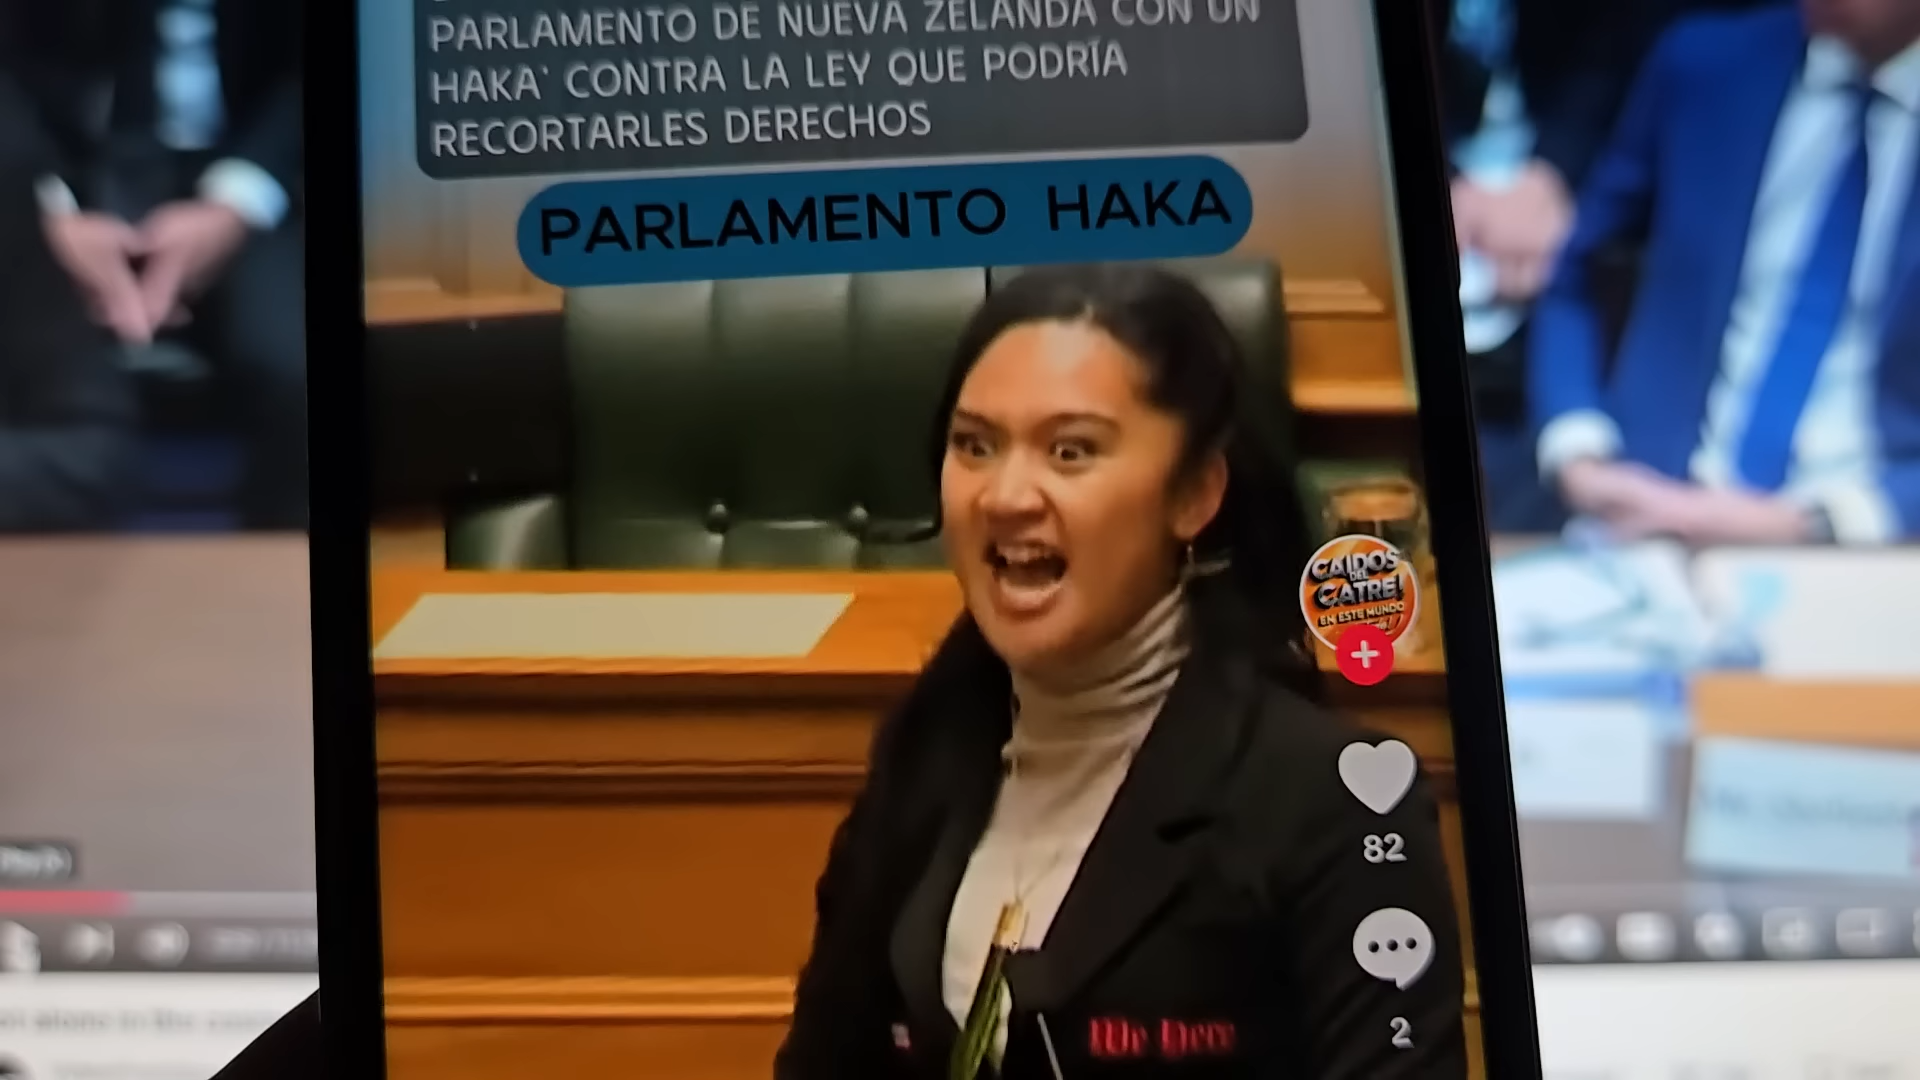 PARLAMENTO DE NUEVA ZELANDA CON UN
HAKA' CONTRA LA LEY QUE PODRÍA
RECORTARLES DERECHOS
PARLAMENTO HAKA
CAIDOS
DEL
CATRE!
EN ESTE MUNDO
82
2